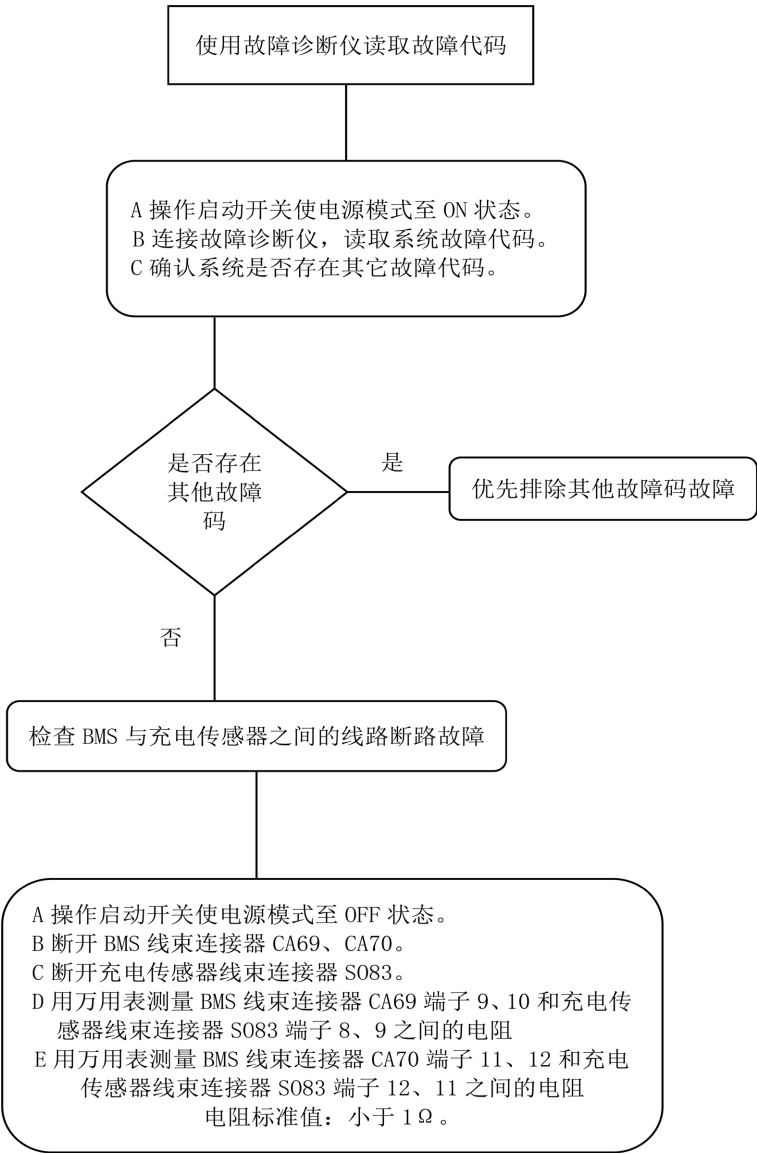 使用故障诊断仪读取故障代码
A 操作启动开关使电源模式至 ON 状态。
B 连接故障诊断仪，读取系统故障代码。
C 确认系统是否存在其它故障代码。
是否存在
其他故障
码
是
优先排除其他故障码故障
否
检查 BMS 与充电传感器之间的线路断路故障
A 操作启动开关使电源模式至 OFF 状态。
B 断开 BMS 线束连接器 CA69、CA70。
C 断开充电传感器线束连接器 SO83。
D 用万用表测量 BMS 线束连接器 CA69 端子 9、10 和充电传
感器线束连接器 SO83 端子 8、9 之间的电阻
E 用万用表测量 BMS 线束连接器 CA70 端子 11、12 和充电
传感器线束连接器 SO83 端子 12、11 之间的电阻
电阻标准值：小于 1Ω。